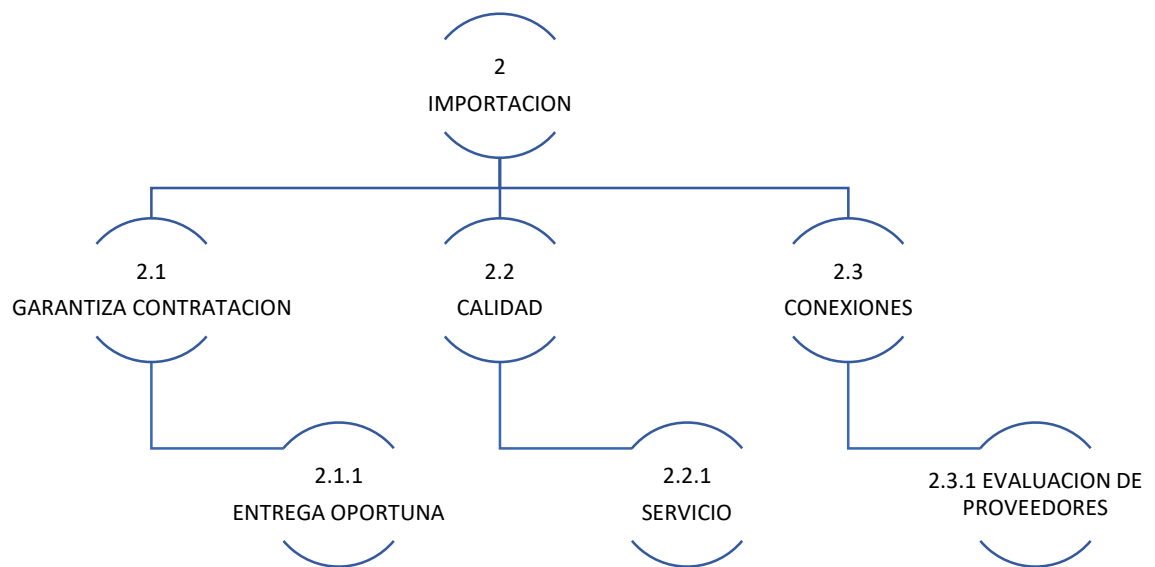 2
IMPORTACION
2.1
GARANTIZA CONTRATACION
2.2
CALIDAD
2.3
CONEXIONES
2.1.1
ENTREGA OPORTUNA
2.2.1
SERVICIO
2.3.1 EVALUACION DE
PROVEEDORES